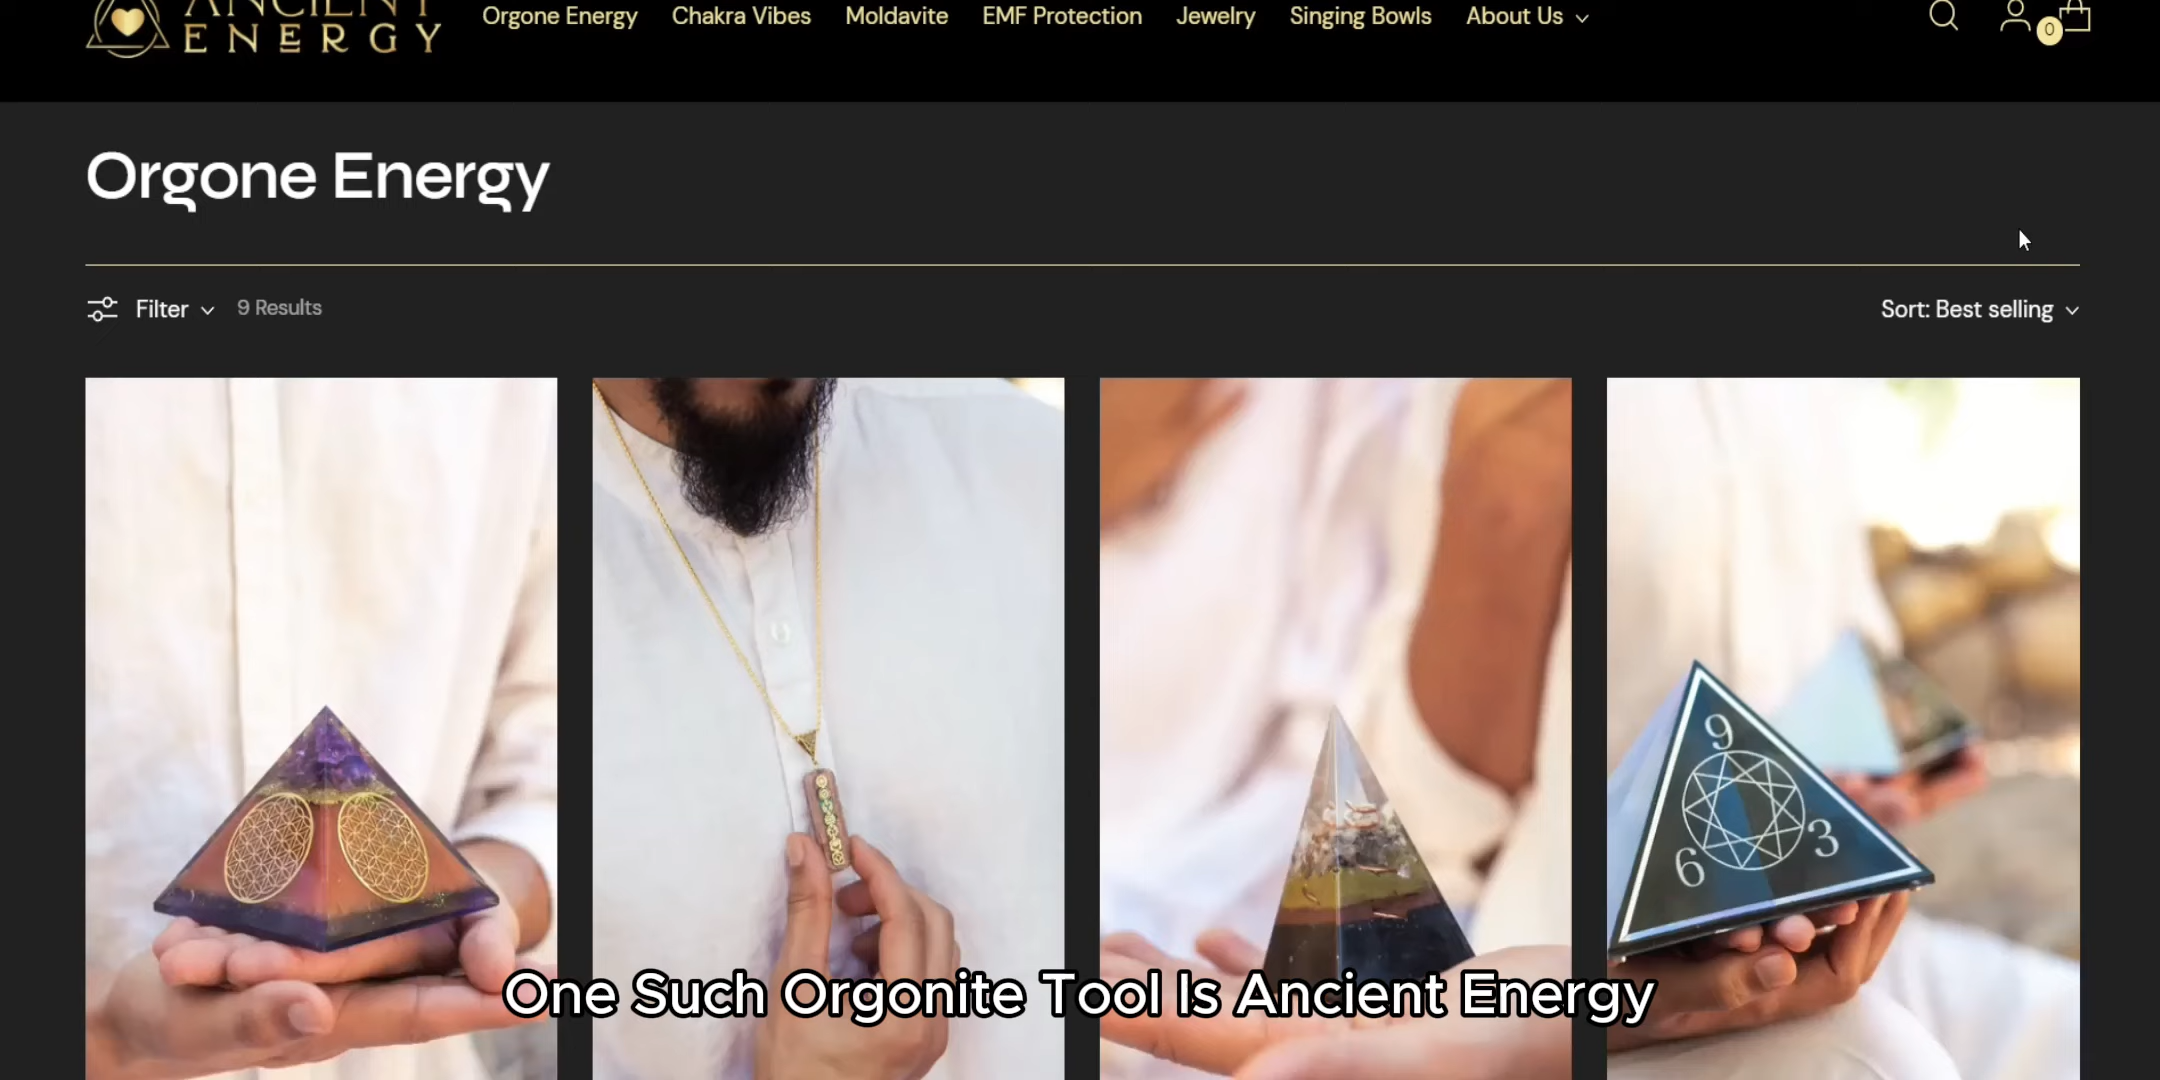 ANCIENT
ENERGY
Orgone Energy Chakra Vibes Moldavite EMF Protection Jewelry Singing Bowls About Us
0
Orgone Energy
Filter 9 Results
Sort: Best selling
9
6 3
One Such Orgonite Tool Is Ancient Energy